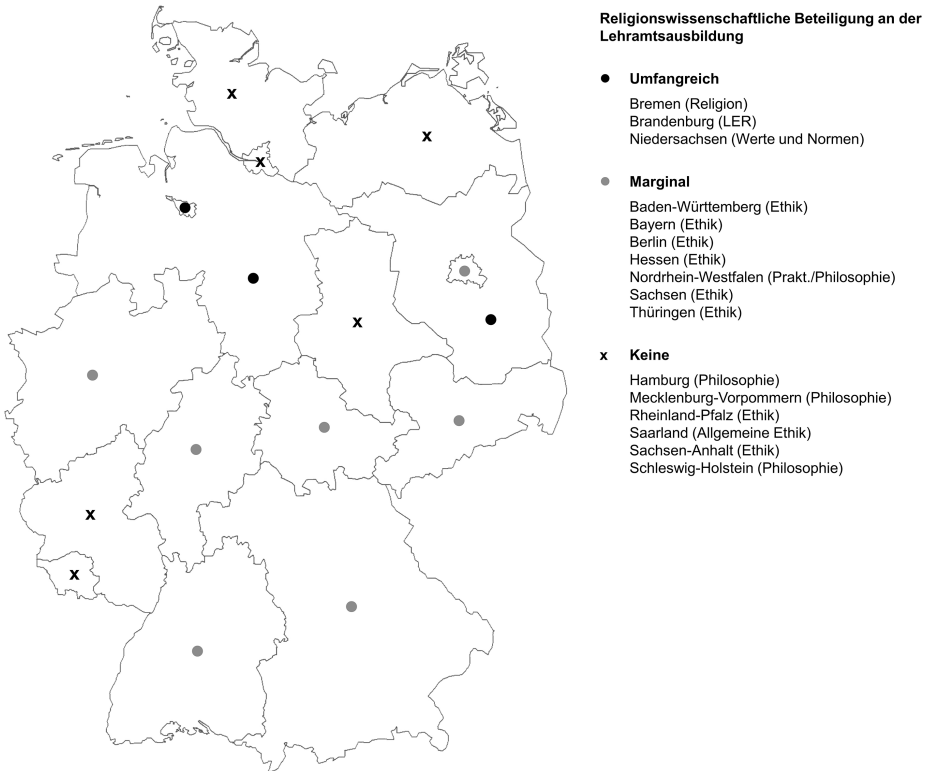 Religionswissenschaftliche Beteiligung an der
Lehramtsausbildung
Umfangreich
Bremen (Religion)
Brandenburg (LER)
Niedersachsen (Werte und Normen)
Marginal
Baden-Württemberg (Ethik)
Bayern (Ethik)
Berlin (Ethik)
Hessen (Ethik)
Nordrhein-Westfalen (Prakt./Philosophie)
Sachsen (Ethik)
Thüringen (Ethik)
x Keine
Hamburg (Philosophie)
Mecklenburg-Vorpommern (Philosophie)
Rheinland-Pfalz (Ethik)
Saarland (Allgemeine Ethik)
Sachsen-Anhalt (Ethik)
Schleswig-Holstein (Philosophie)
x
x
x
x
x
x